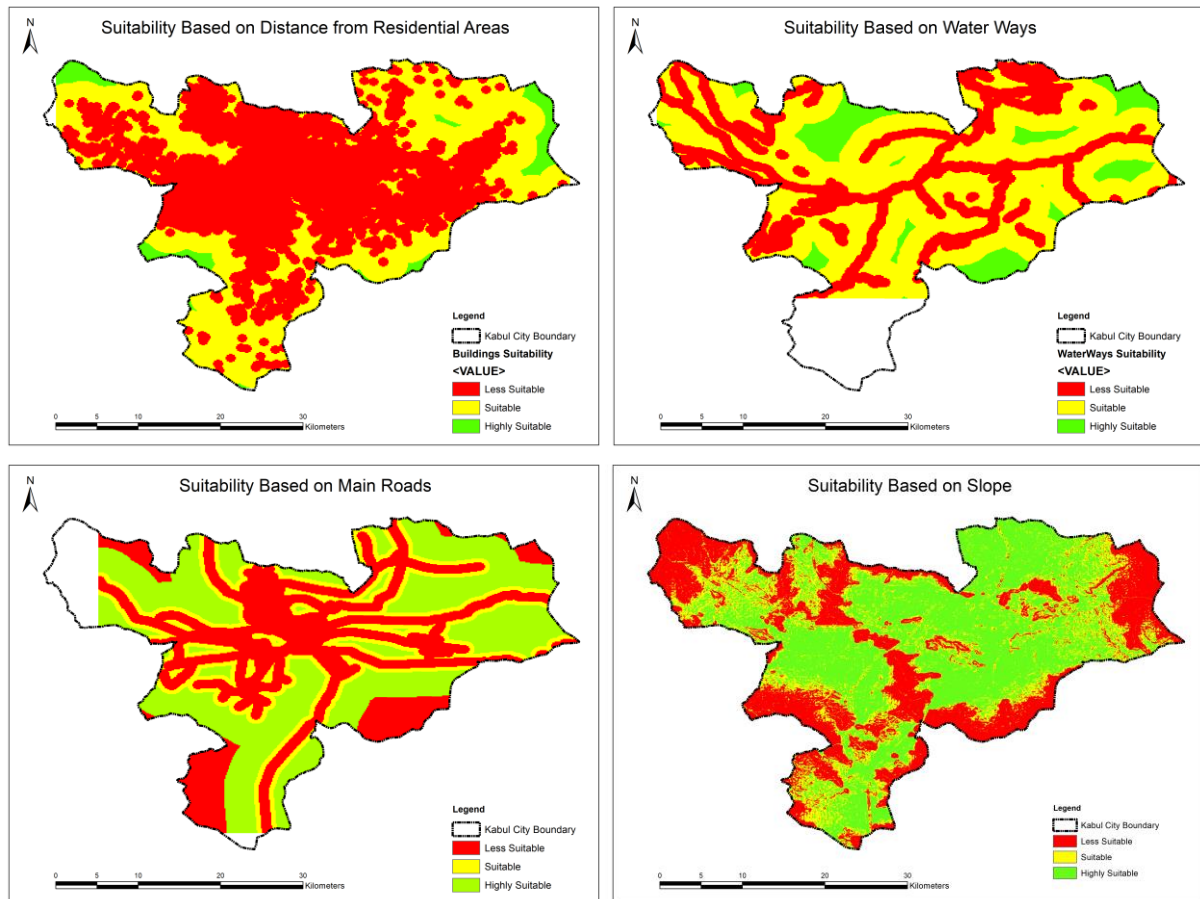 N
Suitability Based on Distance from Residential Areas
Legend
Kabul City Boundary
Buildings Suitability
<VALUE>
Less Suitable
Suitable
Highly Suitable
0 5 10 20 30
Kilometers
N
Suitability Based on Water Ways
Legend
Kabul City Boundary
WaterWays Suitability
<VALUE>
Less Suitable
Suitable
Highly Suitable
0 5 10 20 30
Kilometers
N
Suitability Based on Main Roads
Legend
Kabul City Boundary
Less Suitable
Suitable
Highly Suitable
0 5 10 20 30
Kilometers
N
Suitability Based on Slope
Legend
Kabul City Boundary
Less Suitable
Suitable
Highly Suitable
0 5 10 20 30
Kilometers